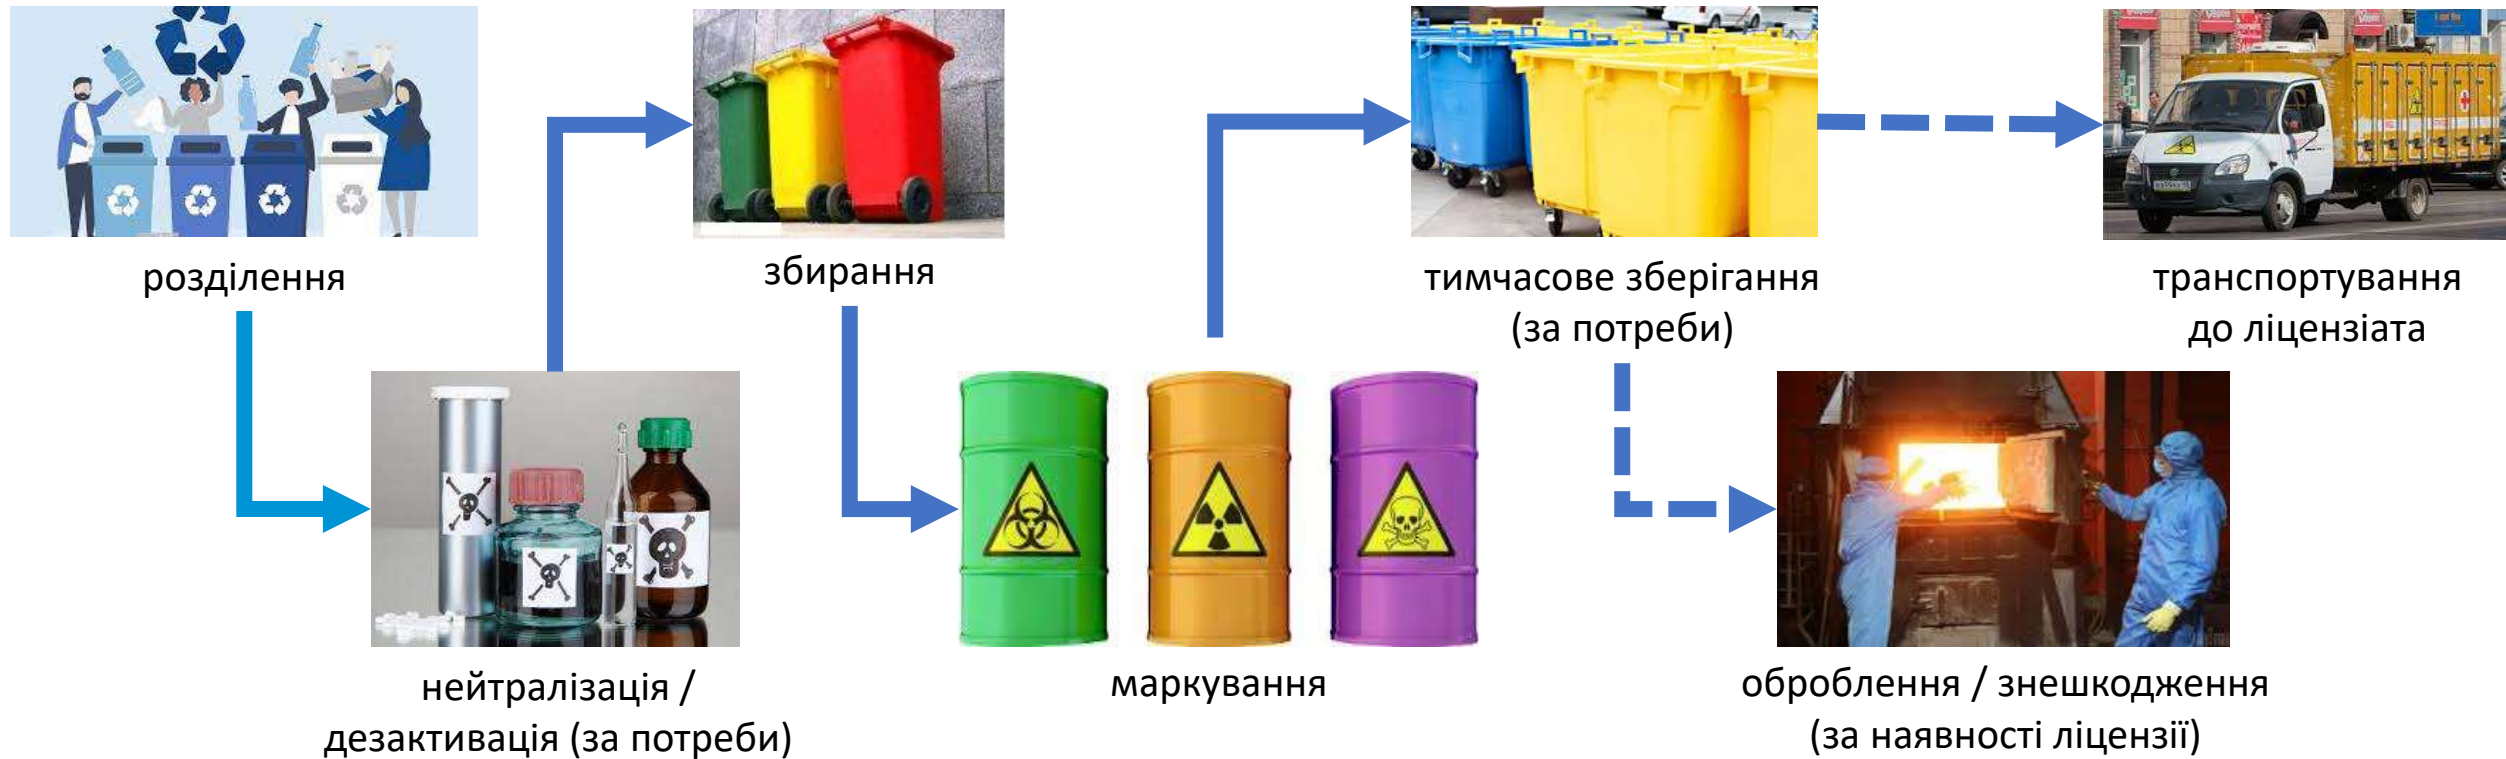 розділення
нейтралізація /
дезактивація (за потреби)
збирання
маркування
тимчасове зберігання
(за потреби)
транспортування
до ліцензіата
оброблення / знешкодження
(за наявності ліцензії)